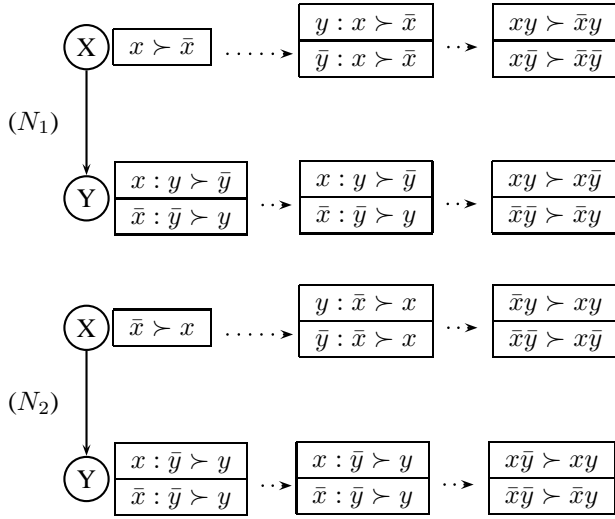 X x ≻ x̄ y : x ≻ x̄ xy ≻ x̄y
ȳ : x ≻ x̄ xȳ ≻ x̄ȳ
(N₁)
Y x : y ≻ ȳ x : y ≻ ȳ xy ≻ xȳ
x̄ : ȳ ≻ y x̄ : ȳ ≻ y x̄ȳ ≻ x̄y
X x̄ ≻ x y : x̄ ≻ x x̄y ≻ xy
ȳ : x̄ ≻ x x̄ȳ ≻ xȳ
(N₂)
Y x : ȳ ≻ y x : ȳ ≻ y xȳ ≻ xy
x̄ : ȳ ≻ y x̄ : ȳ ≻ y x̄ȳ ≻ x̄y